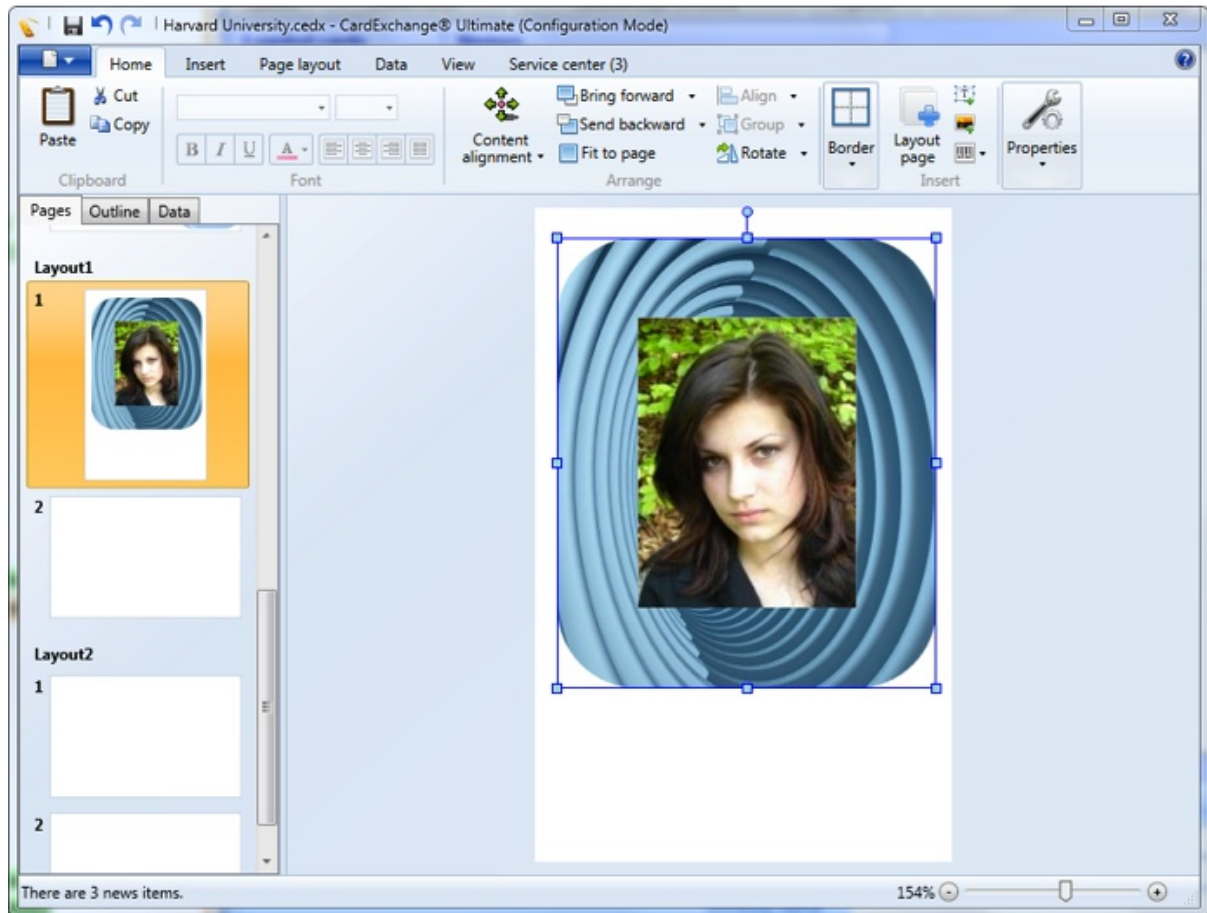 Harvard University.cedx - CardExchange® Ultimate (Configuration Mode)
Home Insert Page layout Data View Service center (3)
Paste
Cut
Copy
Clipboard
B I U A
Font
Content
alignment
Bring forward
Send backward
Fit to page
Align
Group
Rotate
Arrange
Border
Layout
page
Insert
Properties
Pages Outline Data
Layout1
1
2
Layout2
1
2
There are 3 news items.
154%